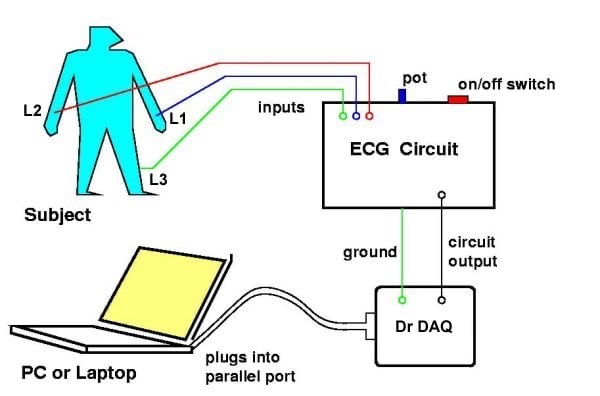 pot
on/off switch
inputs
L2
L1
ECG Circuit
L3
Subject
ground
circuit
output
Dr DAQ
plugs into
parallel port
PC or Laptop